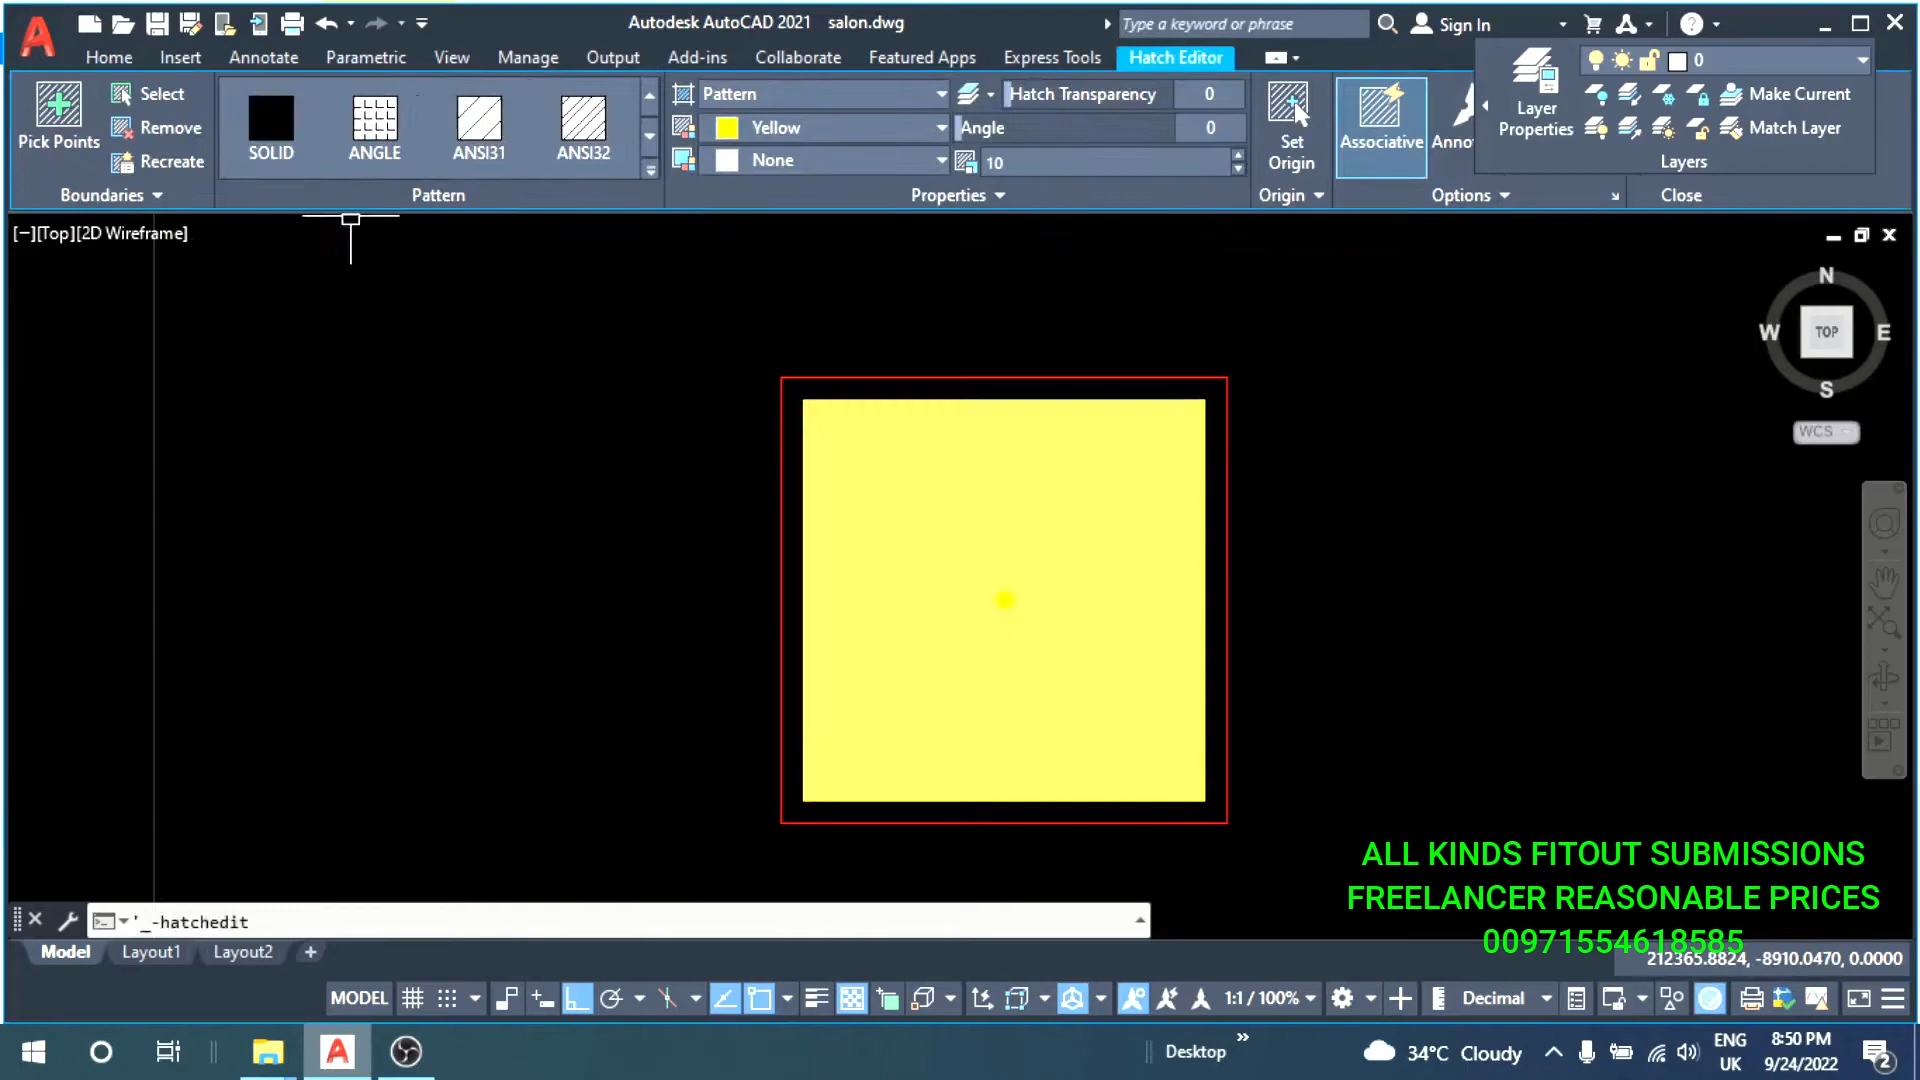 Autodesk AutoCAD 2021 salon.dwg
Type a keyword or phrase
Sign In
Home Insert Annotate Parametric View Manage Output Add-ins Collaborate Featured Apps Express Tools Hatch Editor
0
Pick Points
Select
Remove
Recreate
Boundaries
SOLID ANGLE ANSI31 ANSI32
Pattern
Pattern
Yellow
None
Hatch Transparency 0
Angle 0
10
Properties
Set
Origin
Origin
Associative
Anno
Options
Layer
Properties
Make Current
Match Layer
Layers
Close
[−][Top][2D Wireframe]
N
W TOP E
S
WCS
ALL KINDS FITOUT SUBMISSIONS
FREELANCER REASONABLE PRICES
00971554618585
'_-hatchedit
Model Layout1 Layout2 +
212365.8824, -8910.0470, 0.0000
MODEL 1:1 / 100% Decimal
Desktop
34°C Cloudy
ENG
UK
8:50 PM
9/24/2022
2